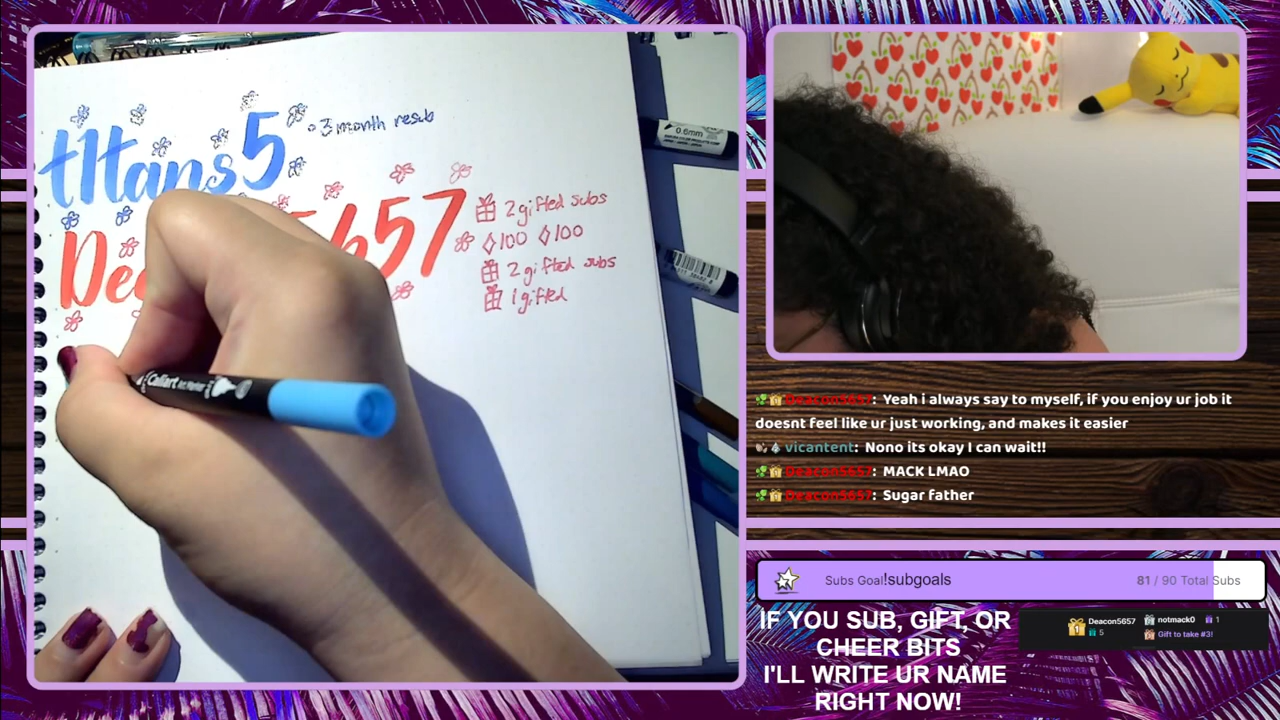 tItans5
3 month resub
De 5657
2 gifted subs
100 100
2 gifted subs
1 gifted
0.6mm
Deacon5657: Yeah i always say to myself, if you enjoy ur job it
doesnt feel like ur just working, and makes it easier
vicantent: Nono its okay I can wait!!
Deacon5657: MACK LMAO
Deacon5657: Sugar father
Subs Goal !subgoals 81 / 90 Total Subs
IF YOU SUB, GIFT, OR
CHEER BITS
I'LL WRITE UR NAME
RIGHT NOW!
1 Deacon5657
5
notmack0 1
Gift to take #3!